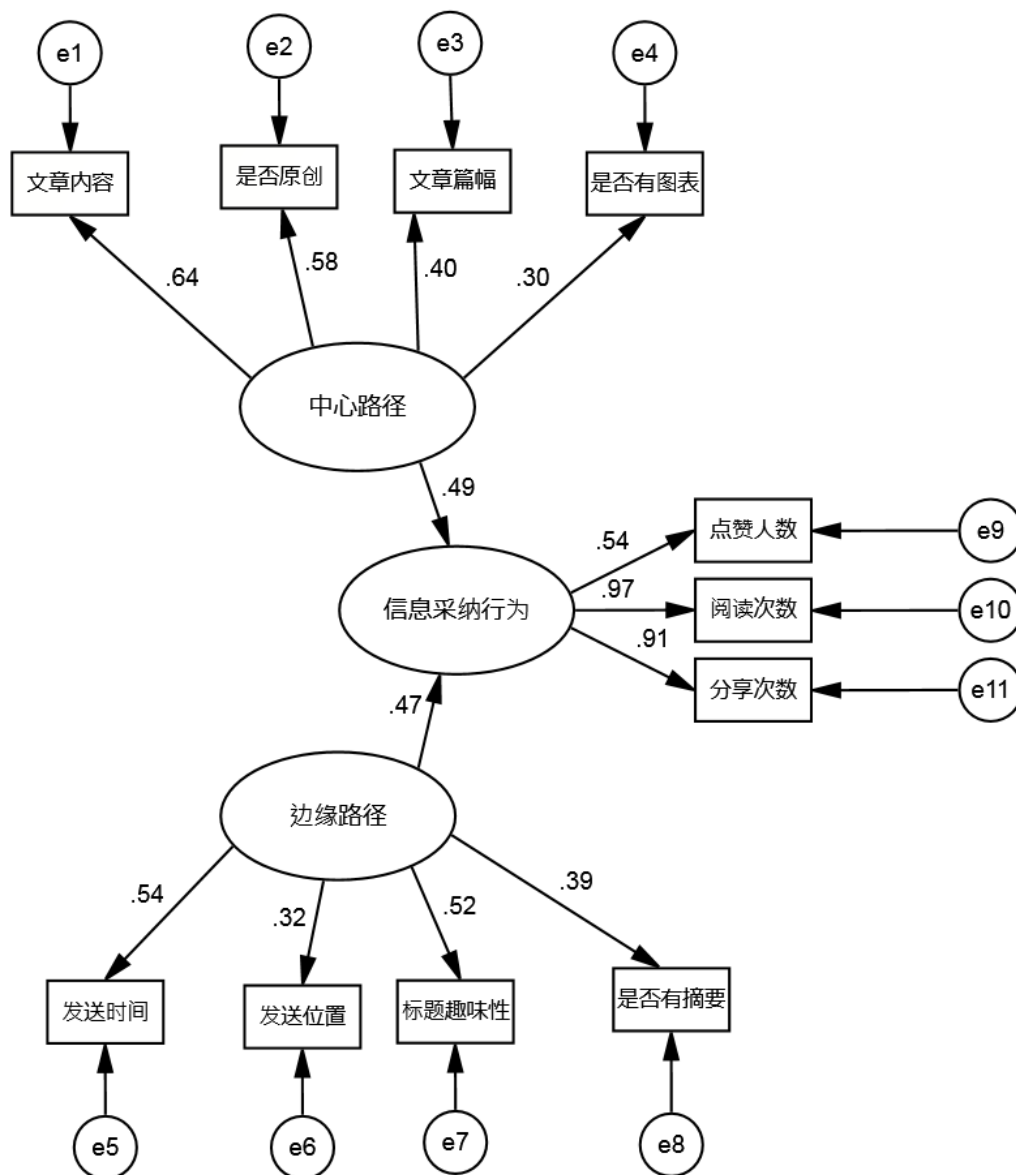 e1
e2
e3
e4
文章内容
是否原创
文章篇幅
是否有图表
.64
.58
.40
.30
中心路径
.49
点赞人数
e9
.54
信息采纳行为
.97
阅读次数
e10
.91
分享次数
e11
.47
边缘路径
.54
.32
.52
.39
发送时间
发送位置
标题趣味性
是否有摘要
e5
e6
e7
e8